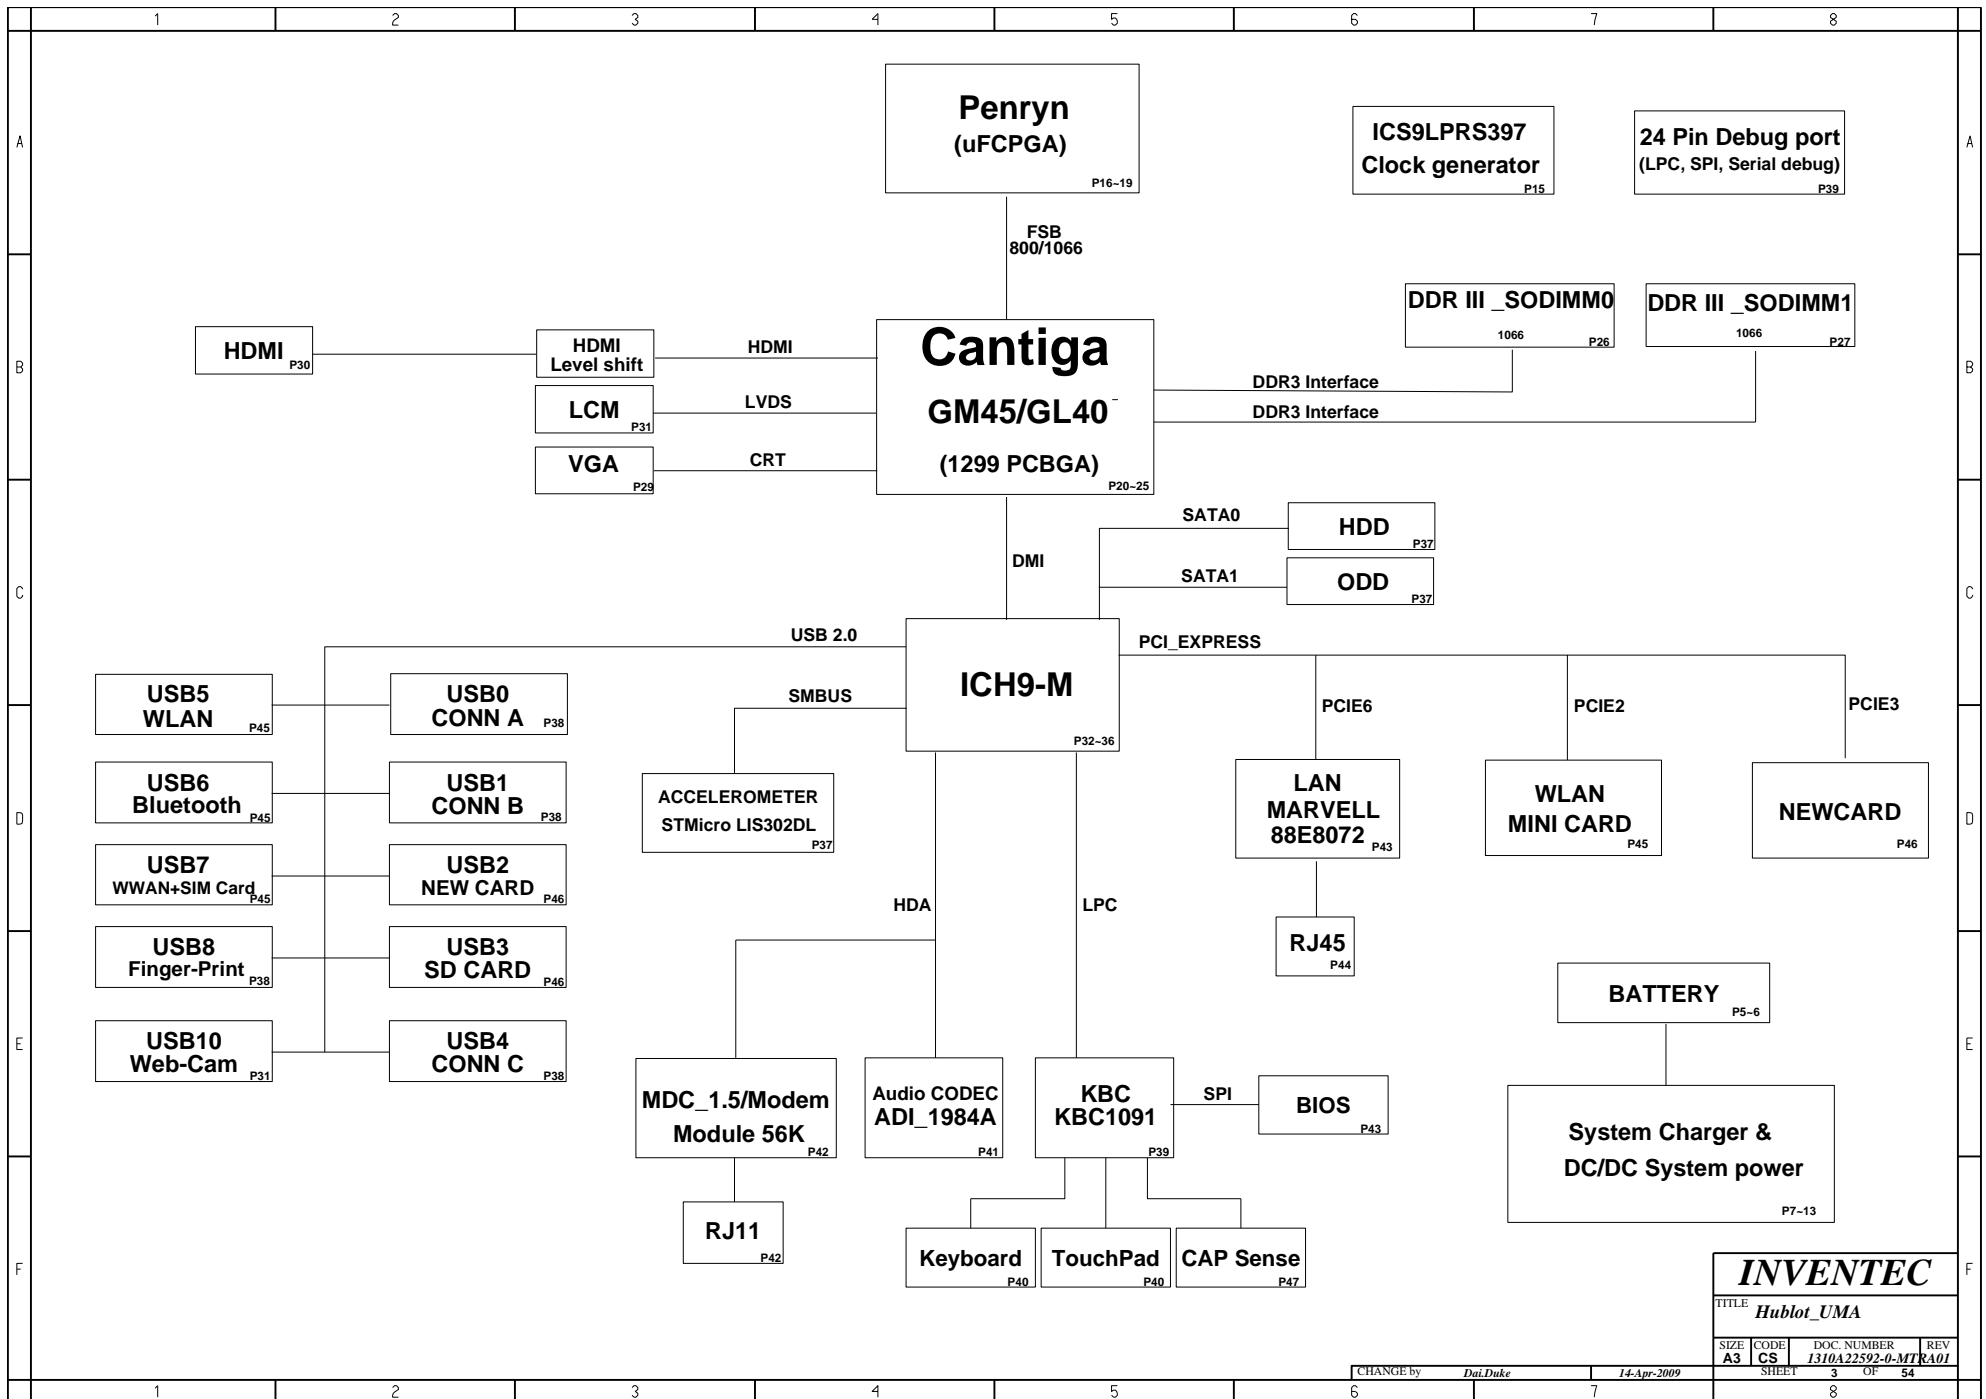 1 2 3 4 5 6 7 8
A
B
C
D
E
F
A
B
C
D
E
F
Penryn
(uFCPGA)
P16~19
ICS9LPRS397
Clock generator
P15
24 Pin Debug port
(LPC, SPI, Serial debug)
P39
FSB
800/1066
DDR III _SODIMM0
1066
P26
DDR III _SODIMM1
1066
P27
HDMI
P30
HDMI
Level shift
HDMI
LCM
P31
LVDS
VGA
P29
CRT
Cantiga
GM45/GL40
(1299 PCBGA)
P20~25
DDR3 Interface
DDR3 Interface
DMI
SATA0
HDD
P37
SATA1
ODD
P37
USB 2.0
PCI_EXPRESS
ICH9-M
P32~36
SMBUS
PCIE6
PCIE2
PCIE3
USB5
WLAN
P45
USB0
CONN A
P38
USB6
Bluetooth
P45
USB1
CONN B
P38
USB7
WWAN+SIM Card
P45
USB2
NEW CARD
P46
USB8
Finger-Print
P38
USB3
SD CARD
P46
USB10
Web-Cam
P31
USB4
CONN C
P38
ACCELEROMETER
STMicro LIS302DL
P37
LAN
MARVELL
88E8072
P43
WLAN
MINI CARD
P45
NEWCARD
P46
HDA
LPC
RJ45
P44
BATTERY
P5~6
MDC_1.5/Modem
Module 56K
P42
Audio CODEC
ADI_1984A
P41
KBC
KBC1091
P39
SPI
BIOS
P43
System Charger &
DC/DC System power
P7~13
RJ11
P42
Keyboard
P40
TouchPad
P40
CAP Sense
P47
INVENTEC
TITLE
Hublot_UMA
SIZE CODE DOC. NUMBER REV
A3 CS 1310A22592-0-MTR A01
CHANGE by Dai.Duke 14-Apr-2009 SHEET 3 OF 54
1 2 3 4 5 6 7 8